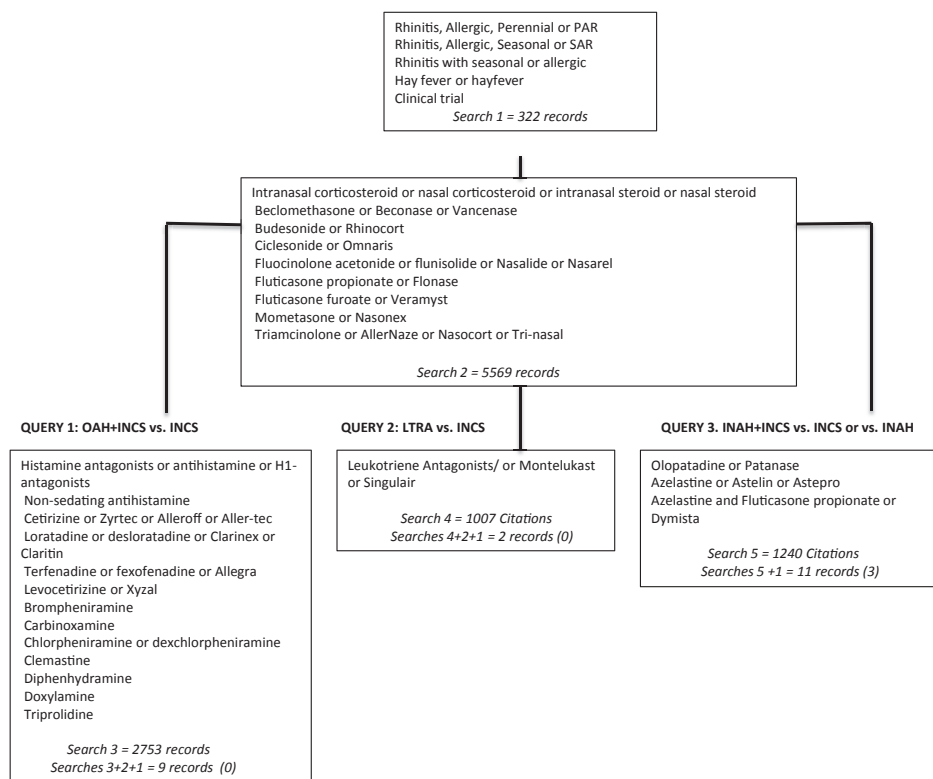 Rhinitis, Allergic, Perennial or PAR
Rhinitis, Allergic, Seasonal or SAR
Rhinitis with seasonal or allergic
Hay fever or hayfever
Clinical trial
Search 1 = 322 records
Intranasal corticosteroid or nasal corticosteroid or intranasal steroid or nasal steroid
Beclomethasone or Beconase or Vancenase
Budesonide or Rhinocort
Ciclesonide or Omnaris
Fluocinolone acetonide or flunisolide or Nasalide or Nasarel
Fluticasone propionate or Flonase
Fluticasone furoate or Veramyst
Mometasone or Nasonex
Triamcinolone or AllerNaze or Nasocort or Tri-nasal
Search 2 = 5569 records
QUERY 1: OAH+INCS vs. INCS
Histamine antagonists or antihistamine or H1-
antagonists
Non-sedating antihistamine
Cetirizine or Zyrtec or Alleroff or Aller-tec
Loratadine or desloratadine or Clarinex or
Claritin
Terfenadine or fexofenadine or Allegra
Levocetirizine or Xyzal
Brompheniramine
Carbinoxamine
Chlorpheniramine or dexchlorpheniramine
Clemastine
Diphenhydramine
Doxylamine
Triprolidine
Search 3 = 2753 records
Searches 3+2+1 = 9 records (0)
QUERY 2: LTRA vs. INCS
Leukotriene Antagonists/ or Montelukast
or Singulair
Search 4 = 1007 Citations
Searches 4+2+1 = 2 records (0)
QUERY 3. INAH+INCS vs. INCS or vs. INAH
Olopatadine or Patanase
Azelastine or Astelin or Astepro
Azelastine and Fluticasone propionate or
Dymista
Search 5 = 1240 Citations
Searches 5 +1 = 11 records (3)